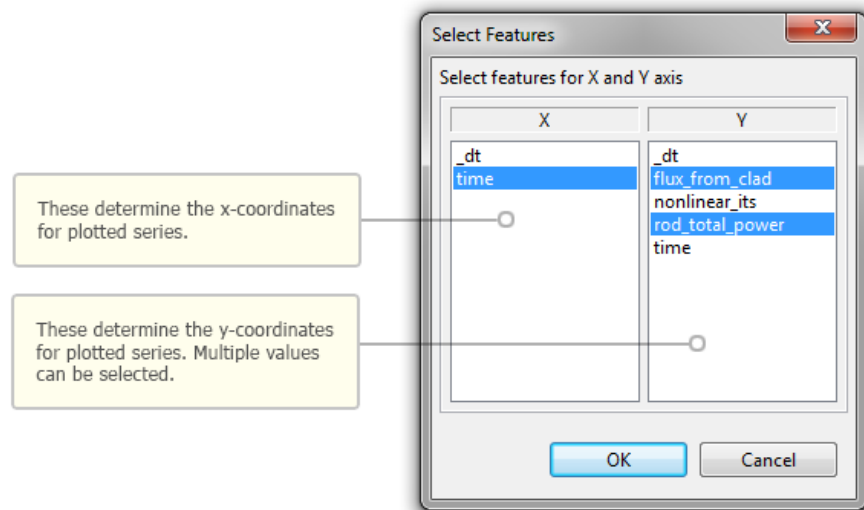 Select Features
Select features for X and Y axis
X
Y
_dt
time
_dt
flux_from_clad
nonlinear_its
rod_total_power
time
These determine the x-coordinates
for plotted series.
These determine the y-coordinates
for plotted series. Multiple values
can be selected.
OK
Cancel